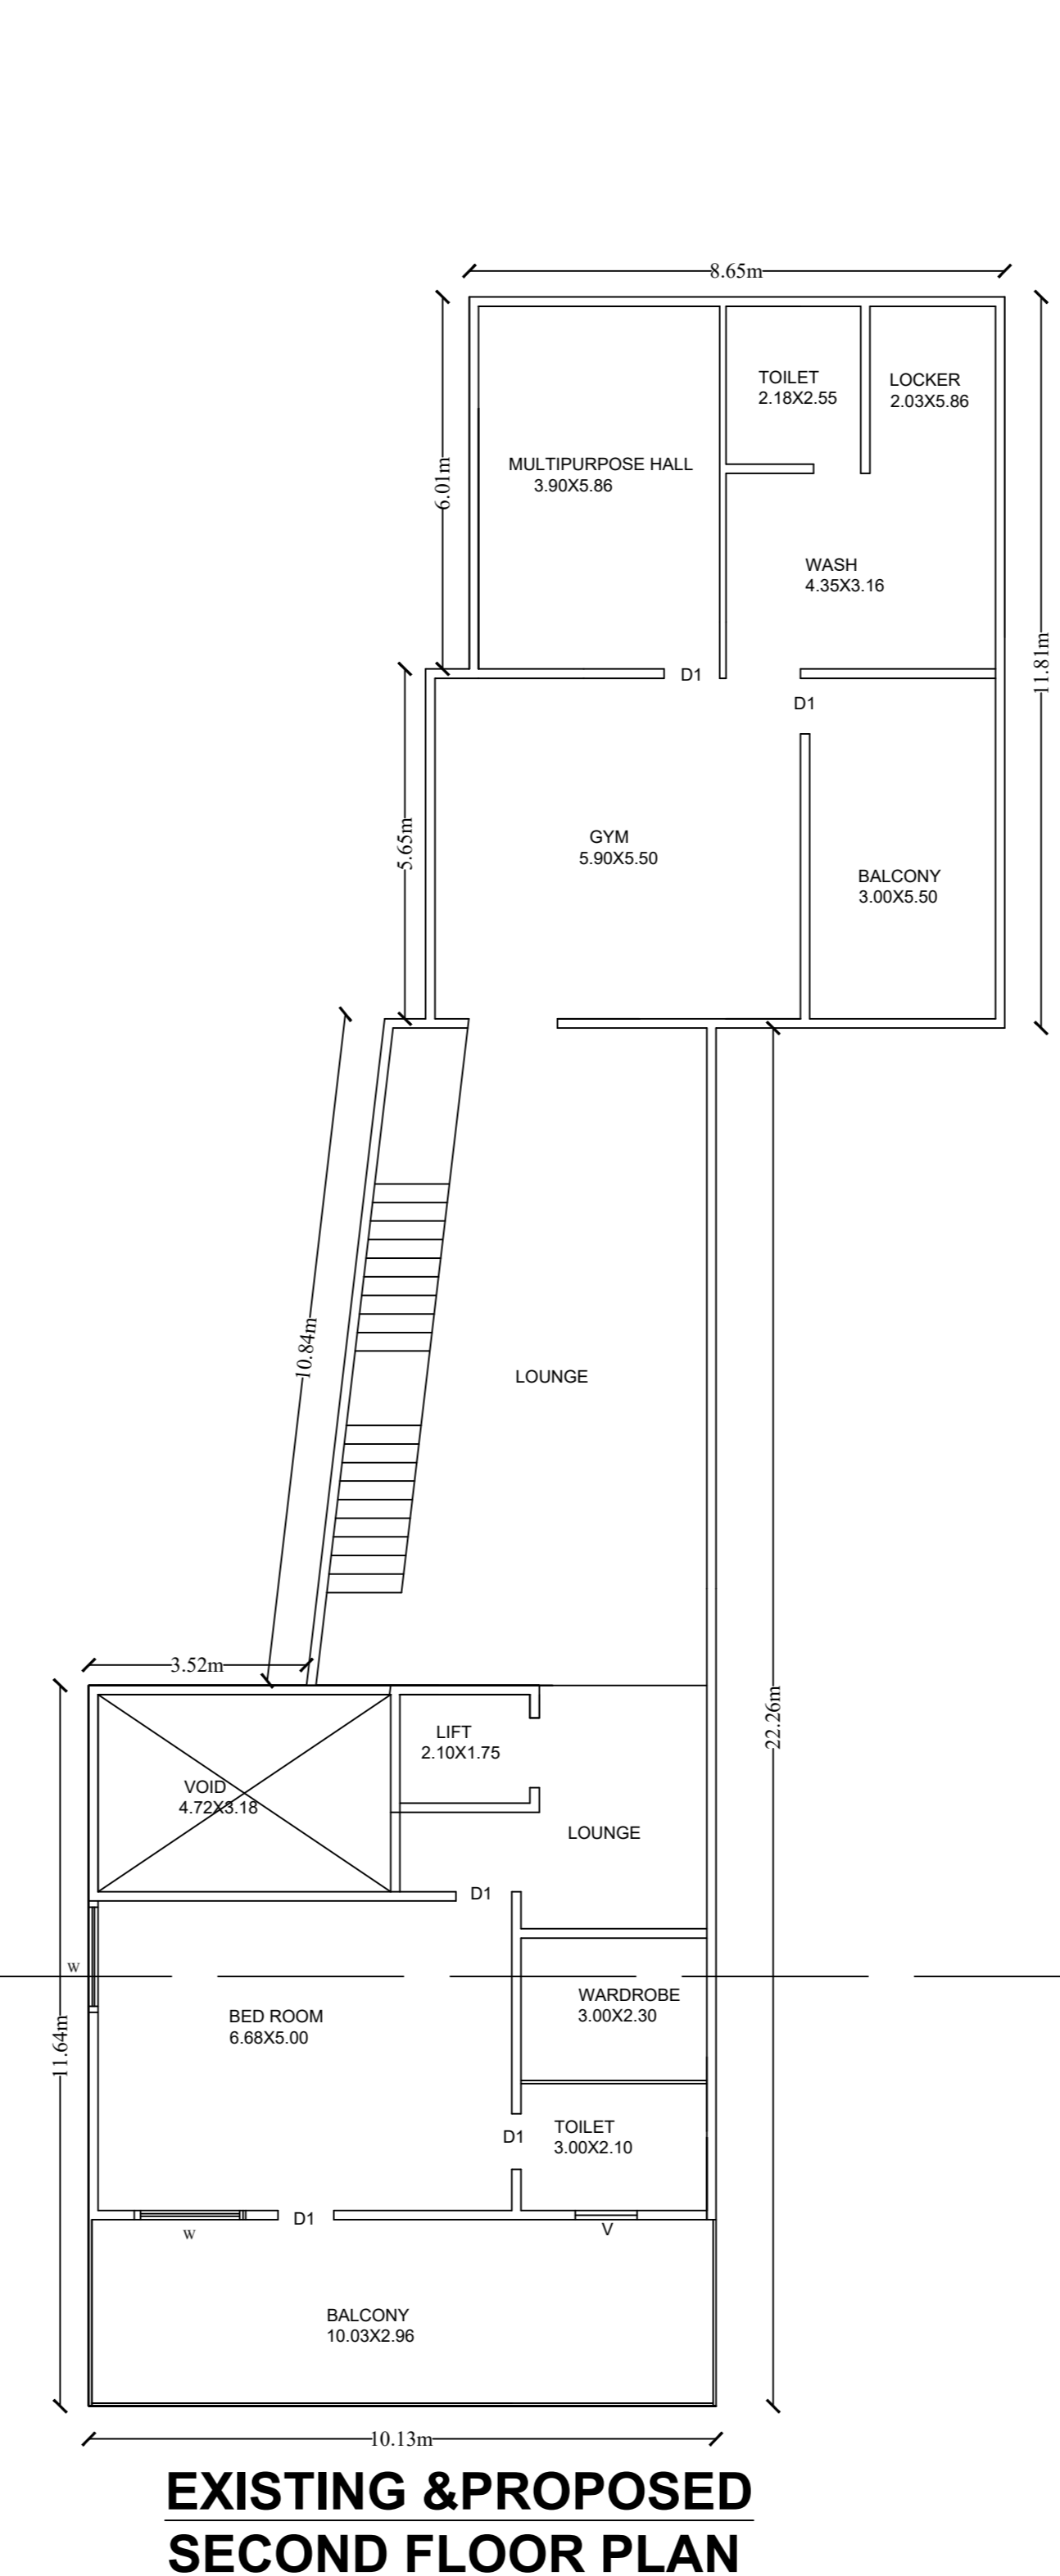 8.65m
TOILET
2.18X2.55
LOCKER
2.03X5.86
MULTIPURPOSE HALL
3.90X5.86
6.01m
WASH
4.35X3.16
11.81m
D1
D1
GYM
5.90X5.50
5.65m
BALCONY
3.00X5.50
10.84m
LOUNGE
3.52m
22.26m
LIFT
2.10X1.75
VOID
4.72X3.18
LOUNGE
D1
W
WARDROBE
3.00X2.30
BED ROOM
6.68X5.00
11.64m
TOILET
3.00X2.10
D1
D1
W
V
BALCONY
10.03X2.96
10.13m
EXISTING &PROPOSED
SECOND FLOOR PLAN